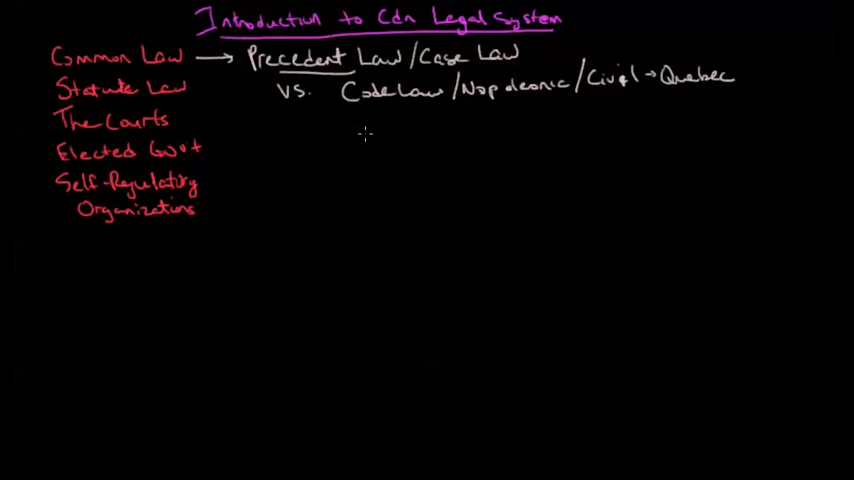 Introduction to Cdn Legal System
Common Law → Precedent Law / Case Law
Statute Law vs. Code Law / Nopoleonic / Civil → Quebec
The Courts
Elected Gov't
Self-Regulatory
Organizations